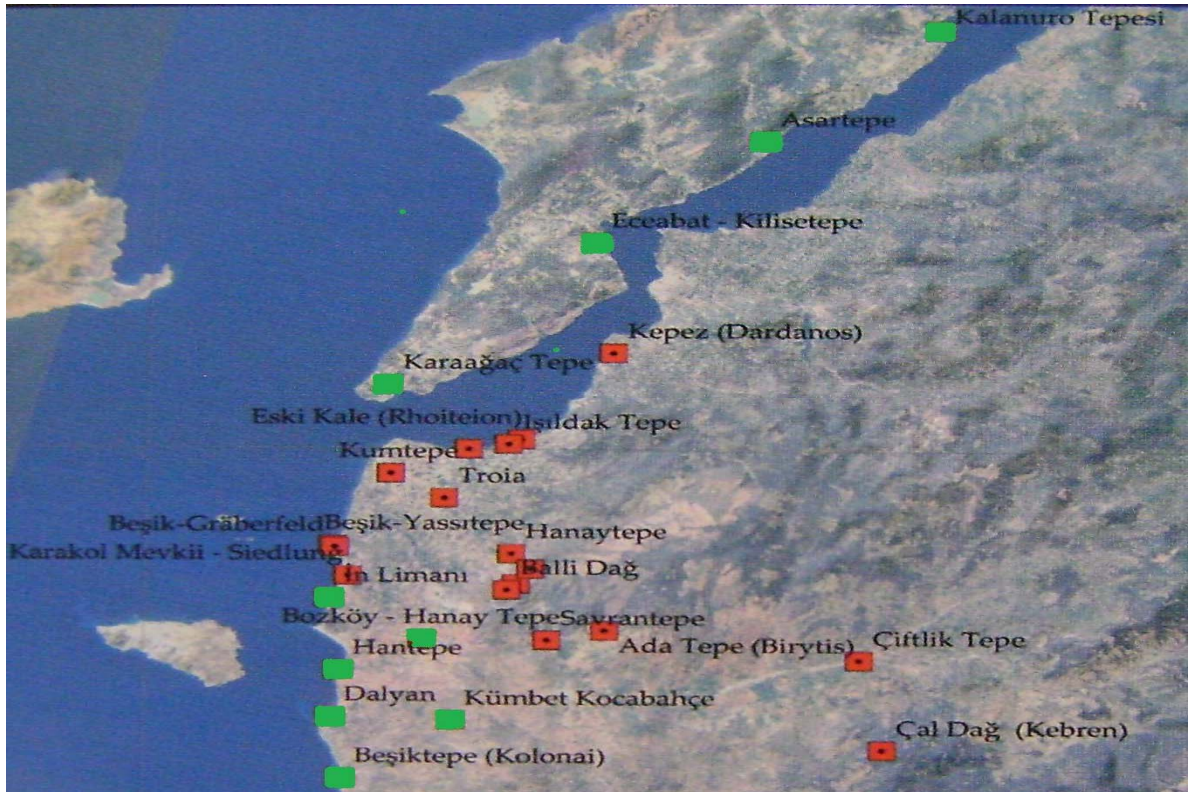 Kalanuro Tepesi
Asartepe
Eceabat - Kilisetepe
Kepez (Dardanos)
Karaağaç Tepe
Eski Kale (Rhoiteion)
Işıldak Tepe
Kumtepe
Troia
Beşik-Gräberfeld
Beşik-Yassıtepe
Hanaytepe
Karakol Mevkii - Siedlung
İn Limanı
Balli Dağ
Bozköy - Hanay Tepe
Savrantepe
Hantepe
Ada Tepe (Birytis)
Çiftlik Tepe
Dalyan
Kümbet Kocabahçe
Çal Dağ (Kebren)
Beşiktepe (Kolonai)